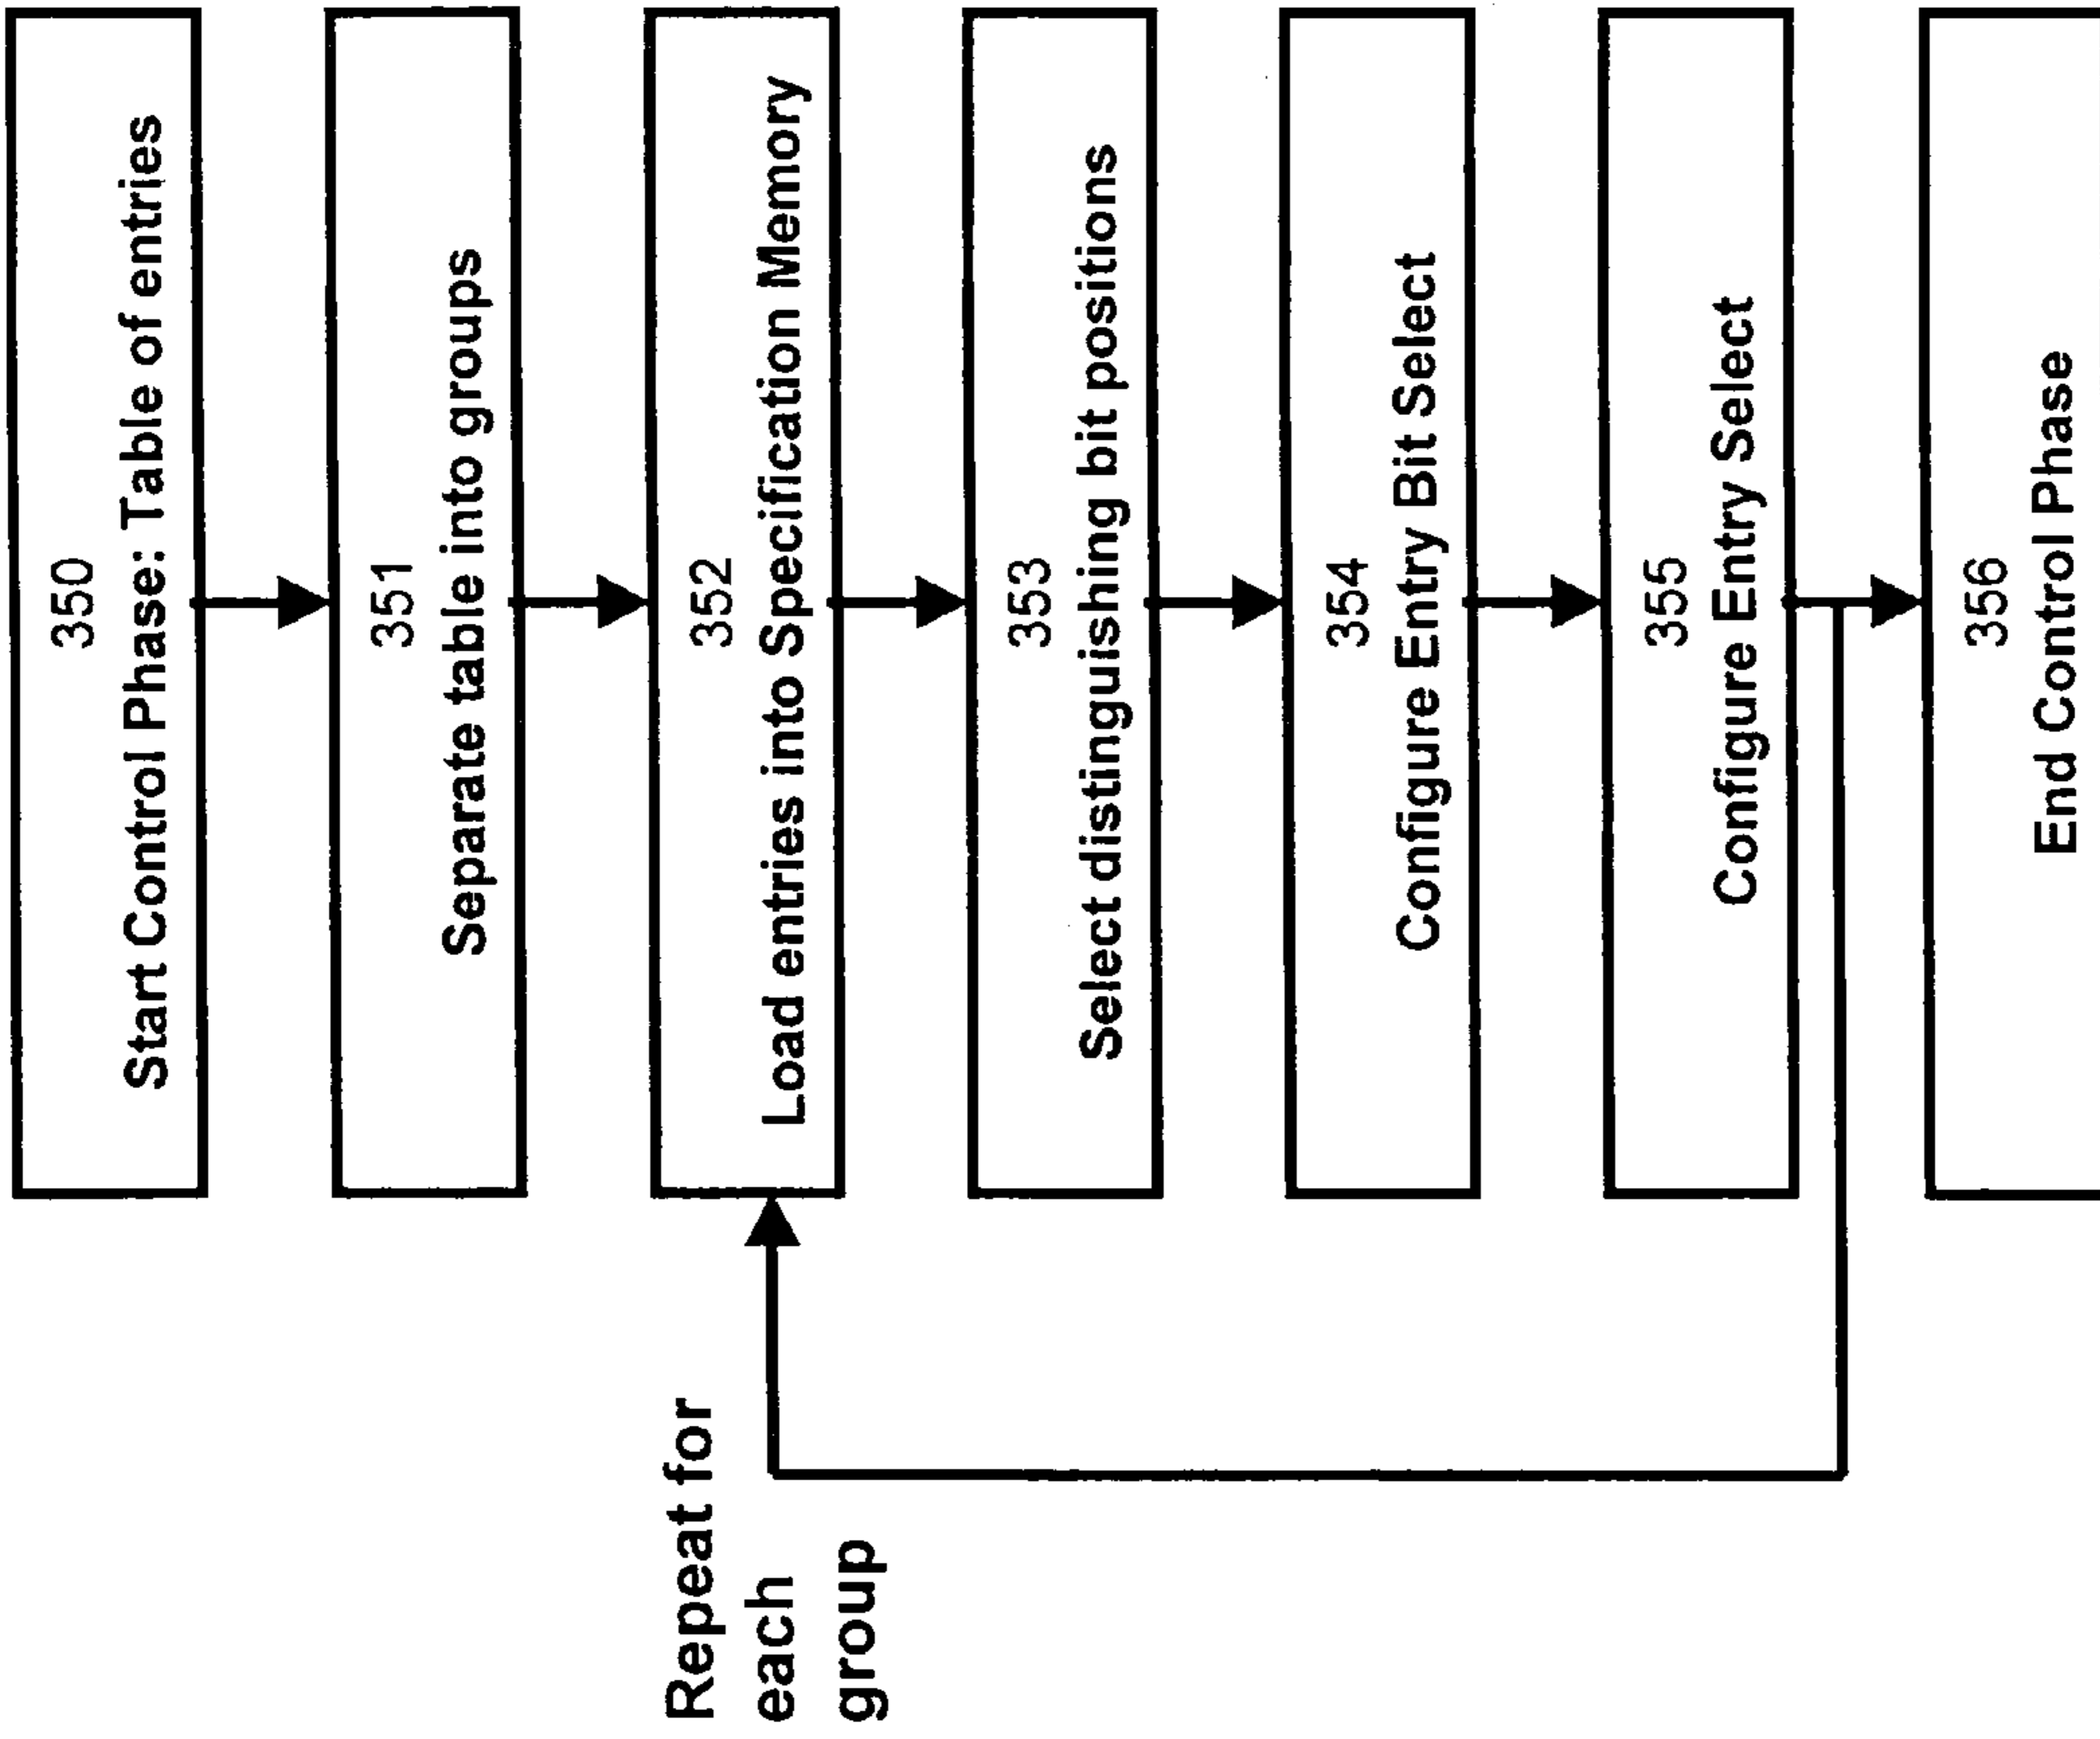 350
Start Control Phase: Table of entries
351
Separate table into groups
Repeat for
each
group
352
Load entries into Specification Memory
353
Select distinguishing bit positions
354
Configure Entry Bit Select
355
Configure Entry Select
356
End Control Phase